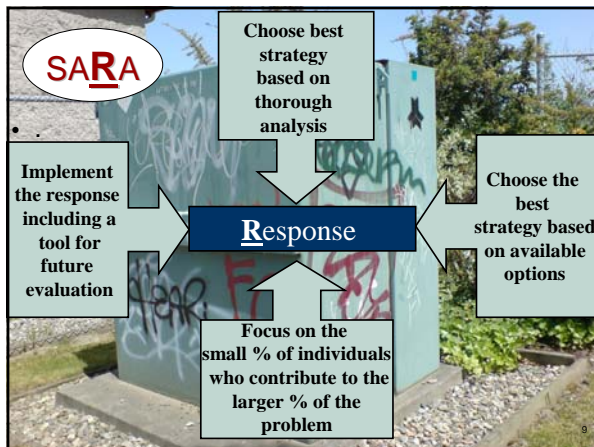 SARA
Choose best
strategy
based on
thorough
analysis
Implement
the response
including a
tool for
future
evaluation
Response
Choose the
best
strategy based
on available
options
Focus on the
small % of individuals
who contribute to the
larger % of the
problem
9